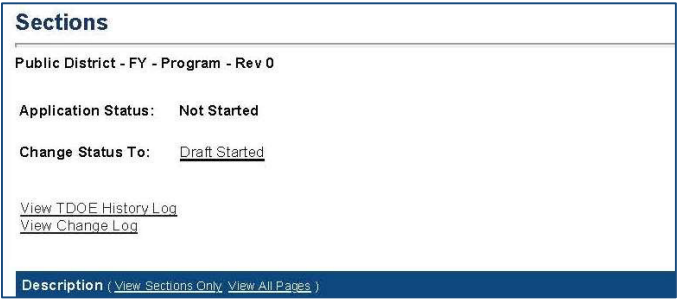 Sections
Public District - FY - Program - Rev 0
Application Status: Not Started
Change Status To: Draft Started
View TDOE History Log
View Change Log
Description ( View Sections Only View All Pages )